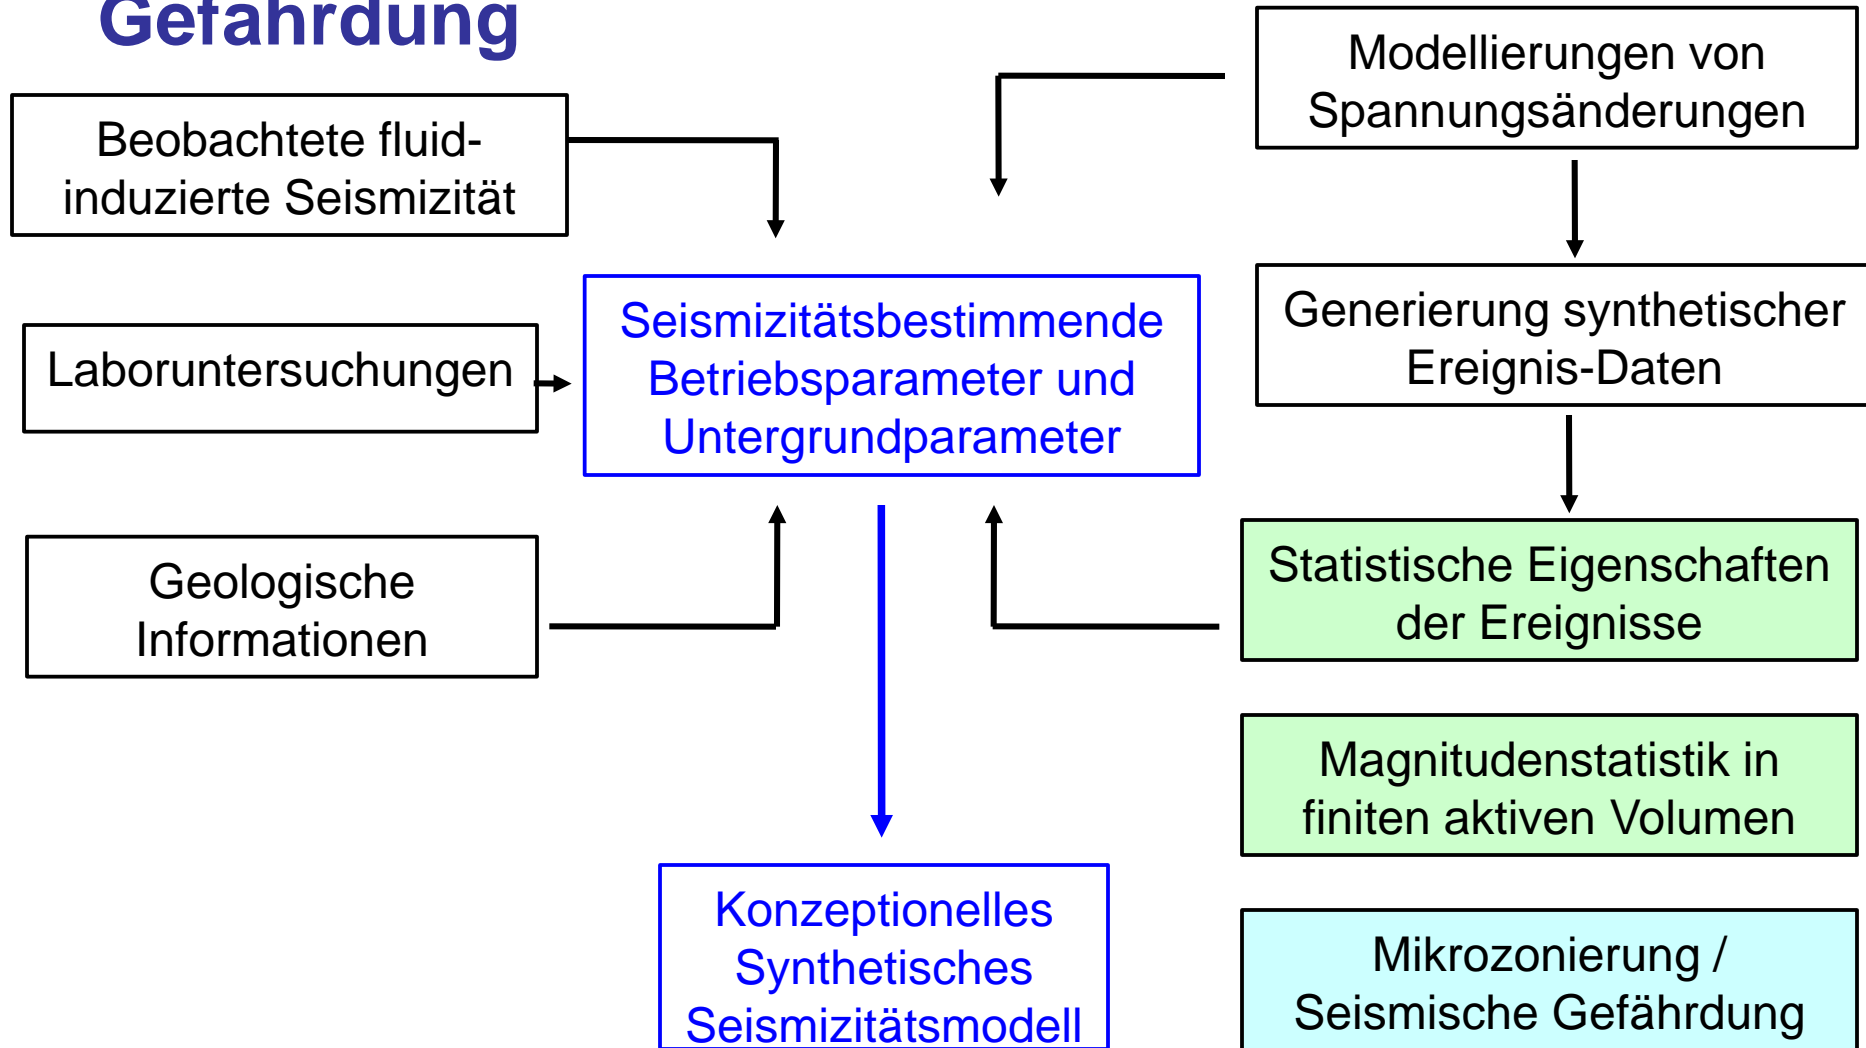 Gefährdung
Beobachtete fluid-
induzierte Seismizität
Laboruntersuchungen
Geologische
Informationen
Seismizitätsbestimmende
Betriebsparameter und
Untergrundparameter
Konzeptionelles
Synthetisches
Seismizitätsmodell
Modellierungen von
Spannungsänderungen
Generierung synthetischer
Ereignis-Daten
Statistische Eigenschaften
der Ereignisse
Magnitudenstatistik in
finiten aktiven Volumen
Mikrozonierung /
Seismische Gefährdung